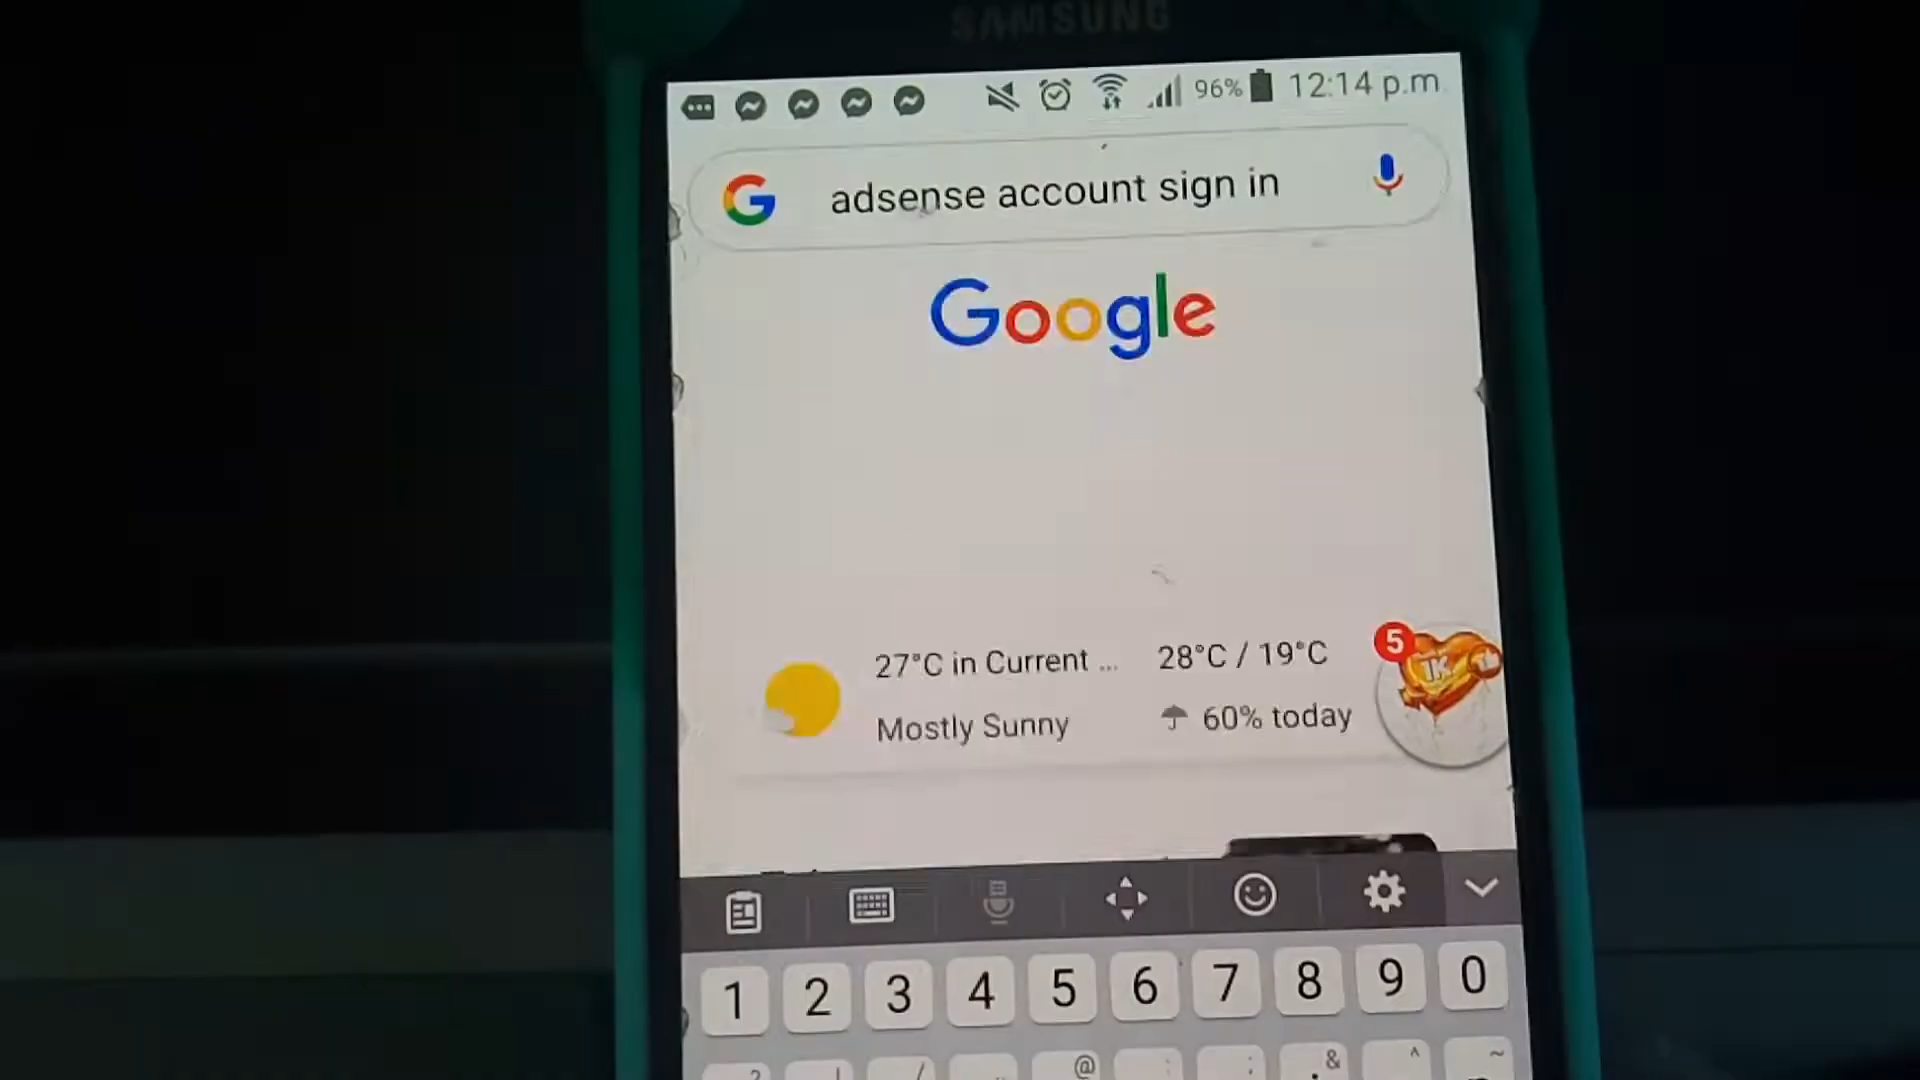 SAMSUNG
96% 12:14 p.m.
adsense account sign in
Google
27°C in Current ... 28°C / 19°C
Mostly Sunny 60% today
5
1K
1 2 3 4 5 6 7 8 9 0
? ! / @ : ; & ^ ~